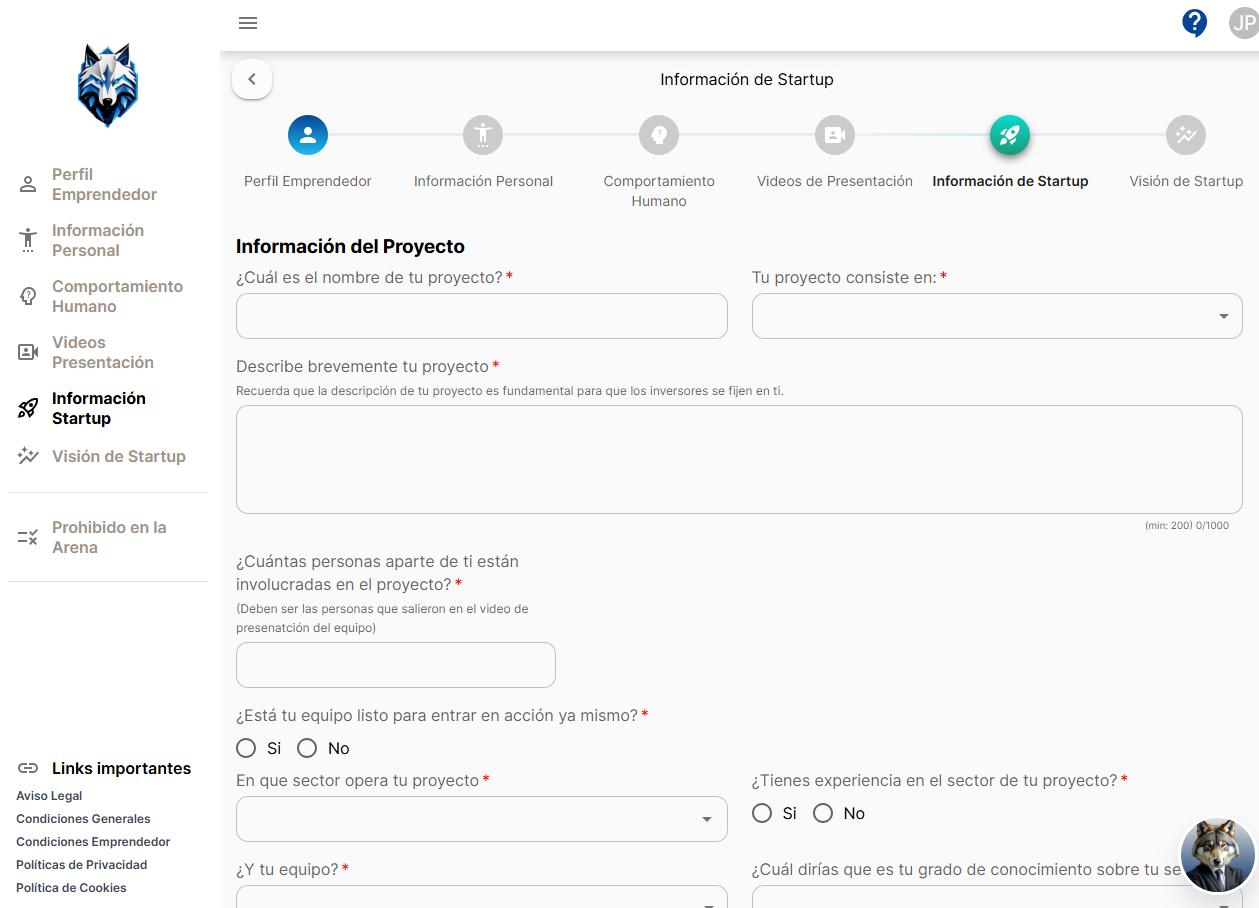 JP
Información de Startup
Perfil Emprendedor
Información Personal
Comportamiento
Humano
Videos de Presentación
Información de Startup
Visión de Startup
Perfil
Emprendedor
Información
Personal
Comportamiento
Humano
Videos
Presentación
Información
Startup
Visión de Startup
Prohibido en la
Arena
Links importantes
Aviso Legal
Condiciones Generales
Condiciones Emprendedor
Políticas de Privacidad
Política de Cookies
Información del Proyecto
¿Cuál es el nombre de tu proyecto? *
Tu proyecto consiste en: *
Describe brevemente tu proyecto *
Recuerda que la descripción de tu proyecto es fundamental para que los inversores se fijen en ti.
(min: 200) 0/1000
¿Cuántas personas aparte de ti están
involucradas en el proyecto? *
(Deben ser las personas que salieron en el video de
presenatción del equipo)
¿Está tu equipo listo para entrar en acción ya mismo? *
Si No
En que sector opera tu proyecto *
¿Tienes experiencia en el sector de tu proyecto? *
Si No
¿Y tu equipo? *
¿Cuál dirías que es tu grado de conocimiento sobre tu se